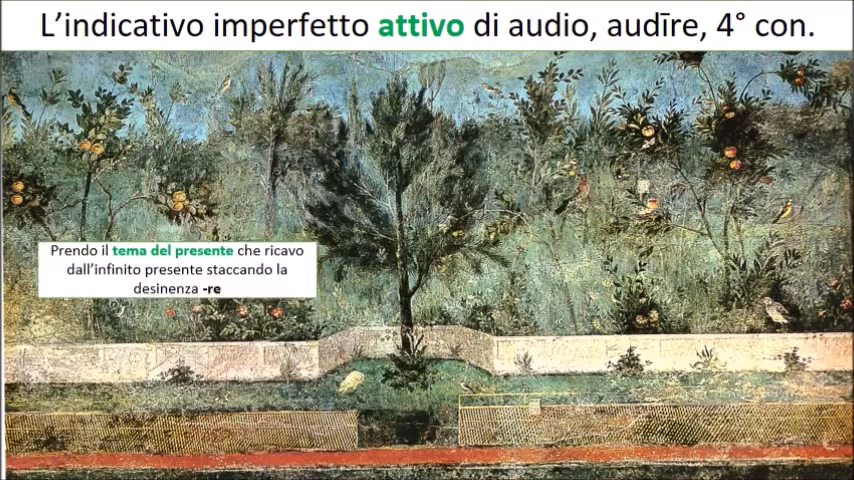 L’indicativo imperfetto attivo di audio, audīre, 4° con.
Prendo il tema del presente che ricavo
dall’infinito presente staccando la
desinenza -re